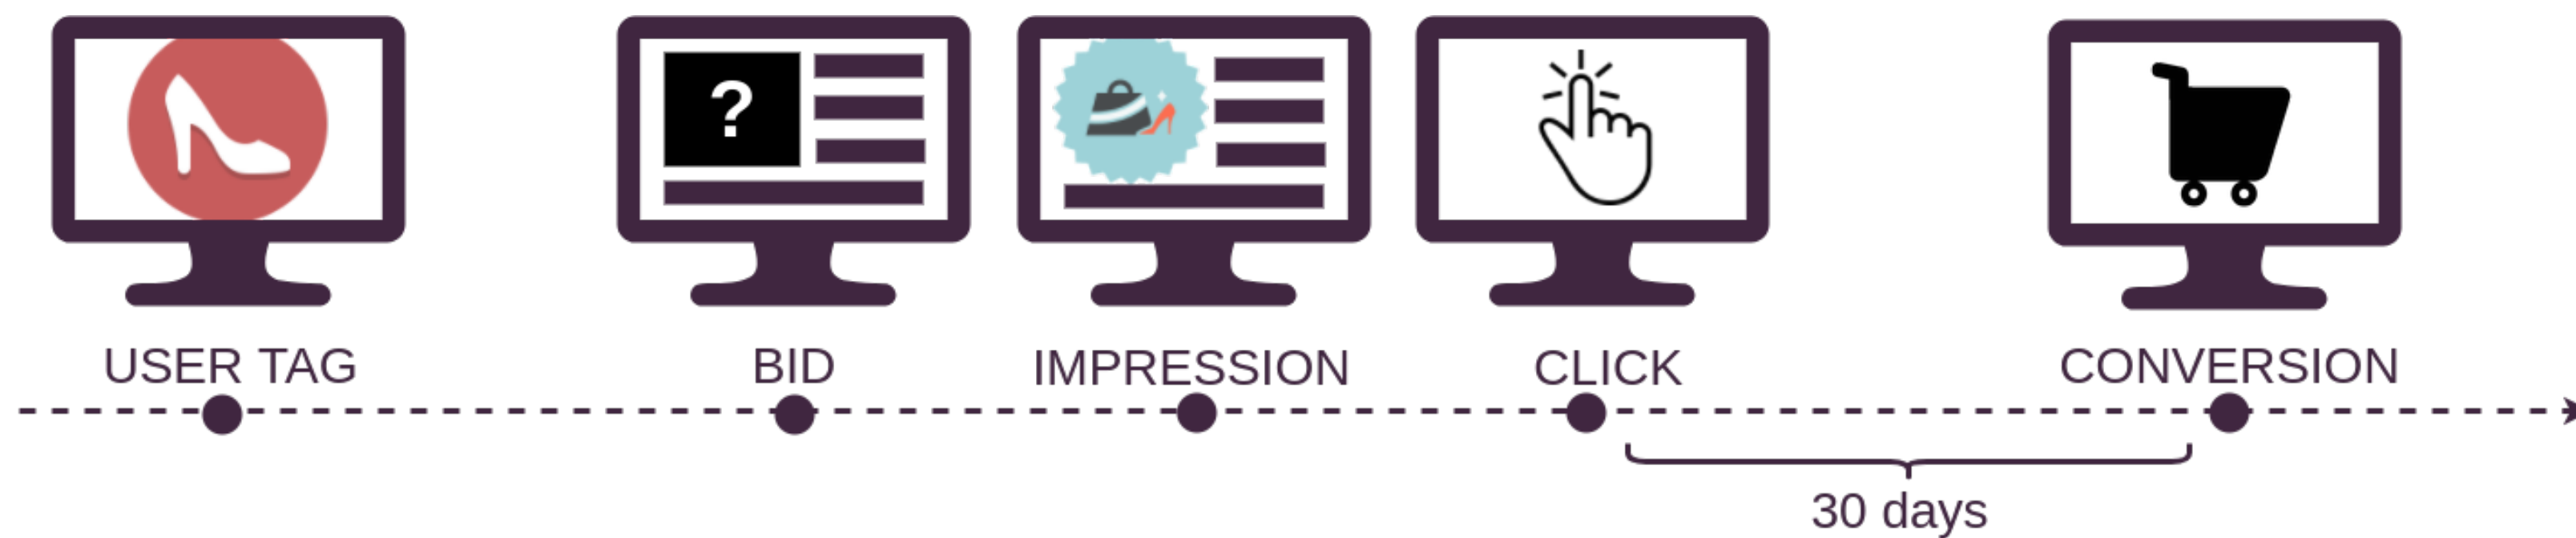 ?
USER TAG
BID
IMPRESSION
CLICK
CONVERSION
30 days